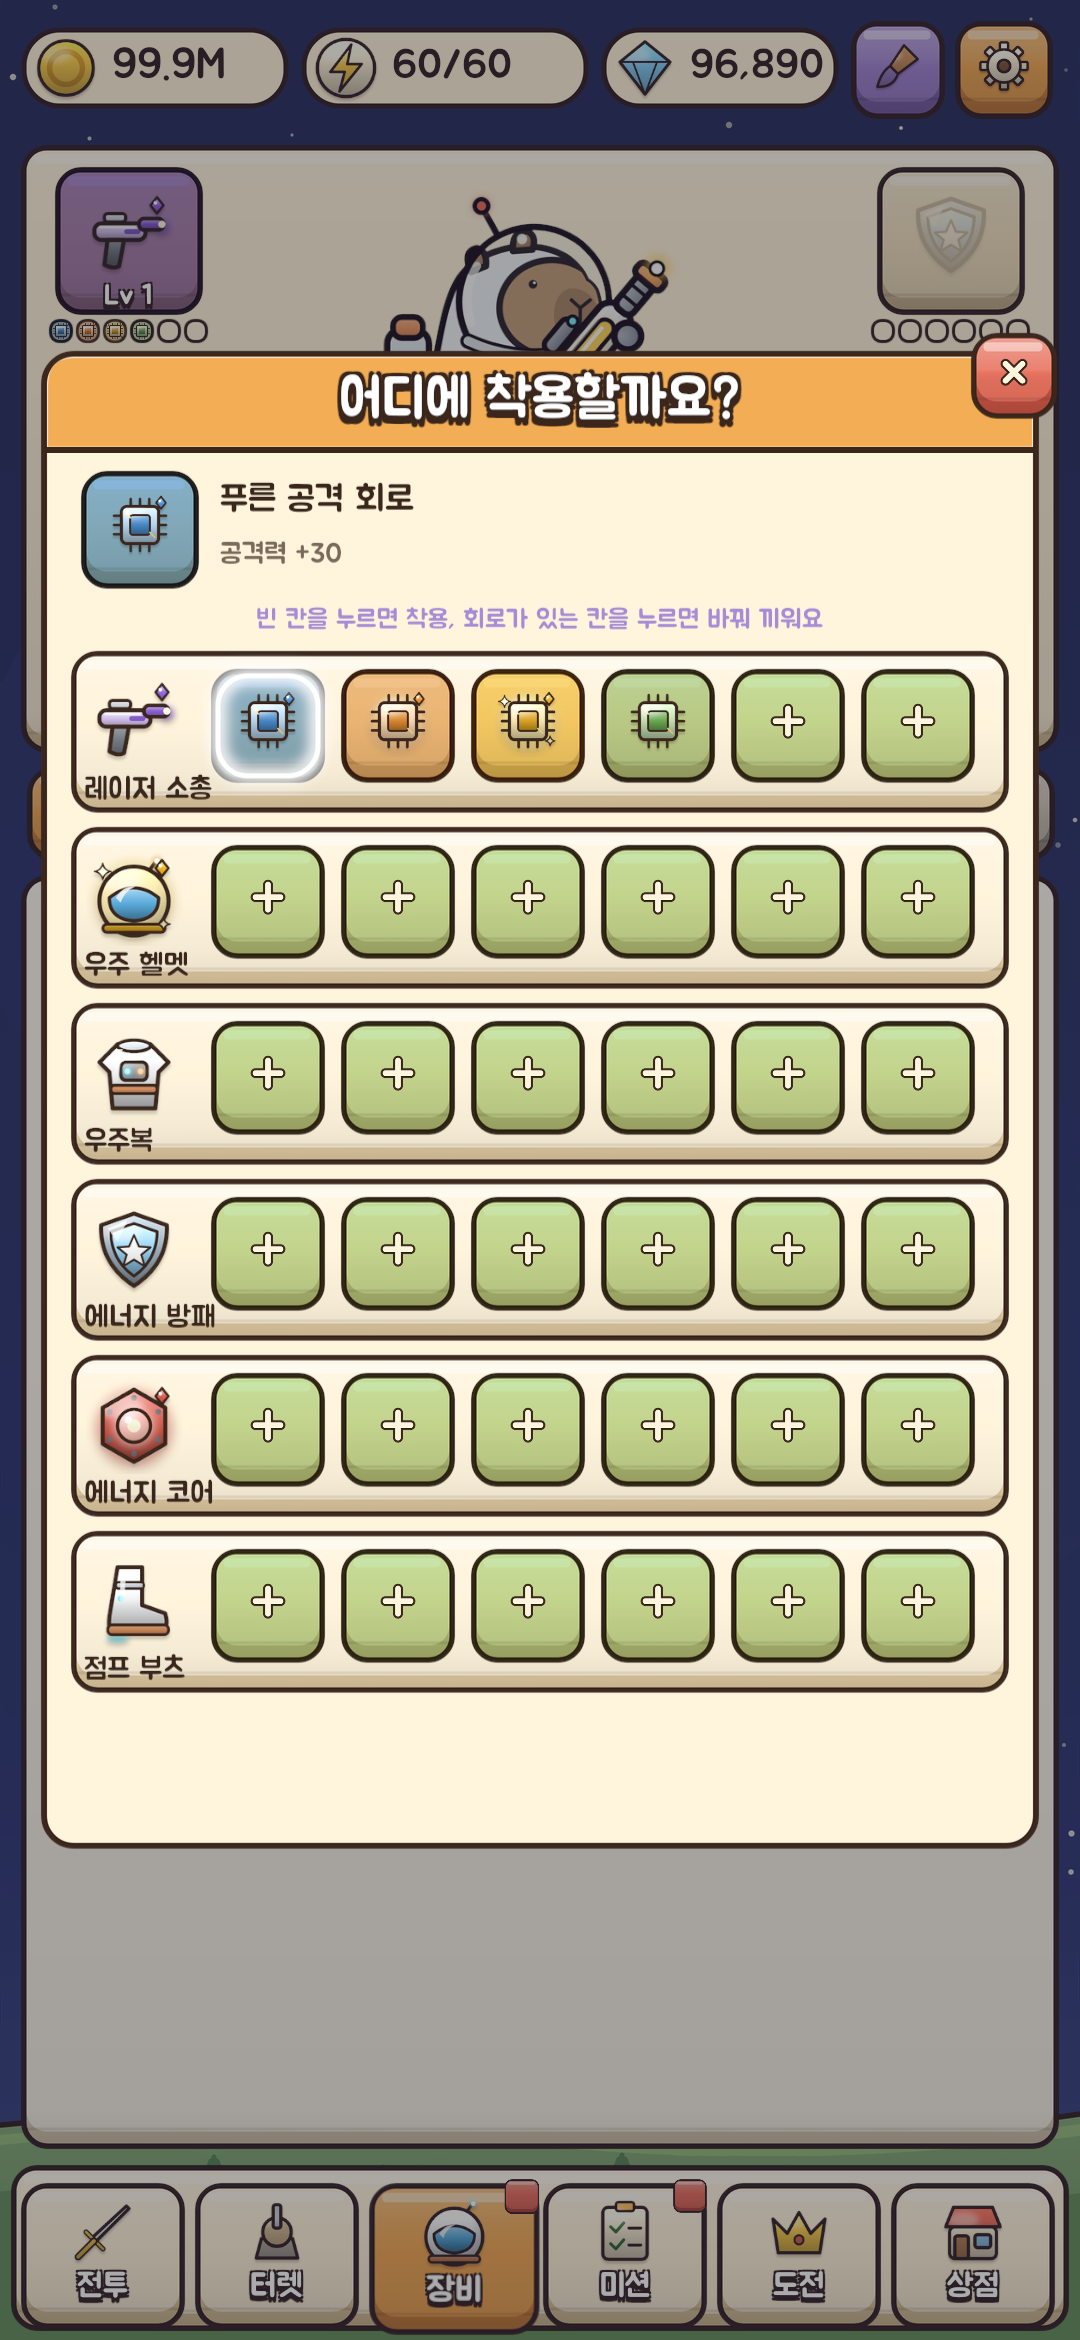 99.9M
60/60
96,890
Lv 1
어디에 착용할까요?
푸른 공격 회로
공격력 +30
빈 칸을 누르면 착용, 회로가 있는 칸을 누르면 바꿔 끼워요
레이저 소총
우주 헬멧
우주복
에너지 방패
에너지 코어
점프 부츠
전투
터렛
장비
미션
도전
상점